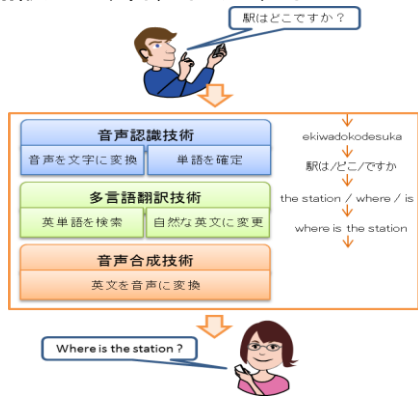 駅はどこですか？
音声認識技術
音声を文字に変換
単語を確定
ekiwadokodesuka
駅は/どこ/ですか
多言語翻訳技術
英単語を検索
自然な英文に変更
the station / where / is
where is the station
音声合成技術
英文を音声に変換
Where is the station ?